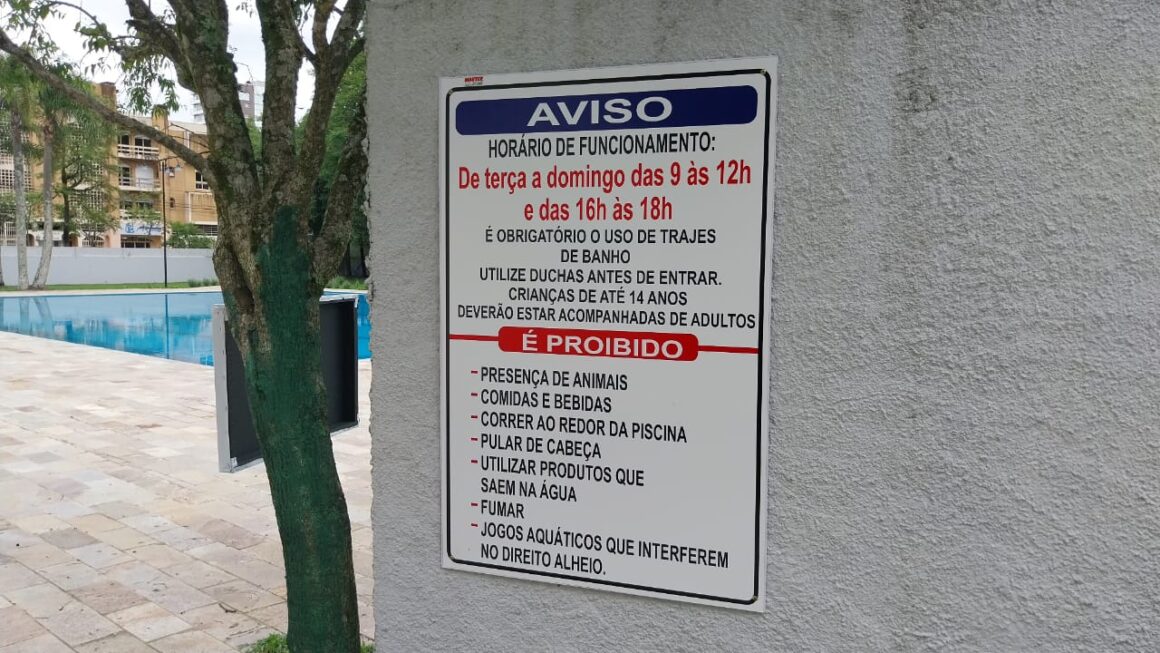 AVISO
HORÁRIO DE FUNCIONAMENTO:
De terça a domingo das 9 às 12h
e das 16h às 18h
É OBRIGATÓRIO O USO DE TRAJES
DE BANHO
UTILIZE DUCHAS ANTES DE ENTRAR.
CRIANÇAS DE ATÉ 14 ANOS
DEVERÃO ESTAR ACOMPANHADAS DE ADULTOS
É PROIBIDO
- PRESENÇA DE ANIMAIS
- COMIDAS E BEBIDAS
- CORRER AO REDOR DA PISCINA
- PULAR DE CABEÇA
- UTILIZAR PRODUTOS QUE
SAEM NA ÁGUA
- FUMAR
- JOGOS AQUÁTICOS QUE INTERFEREM
NO DIREITO ALHEIO.